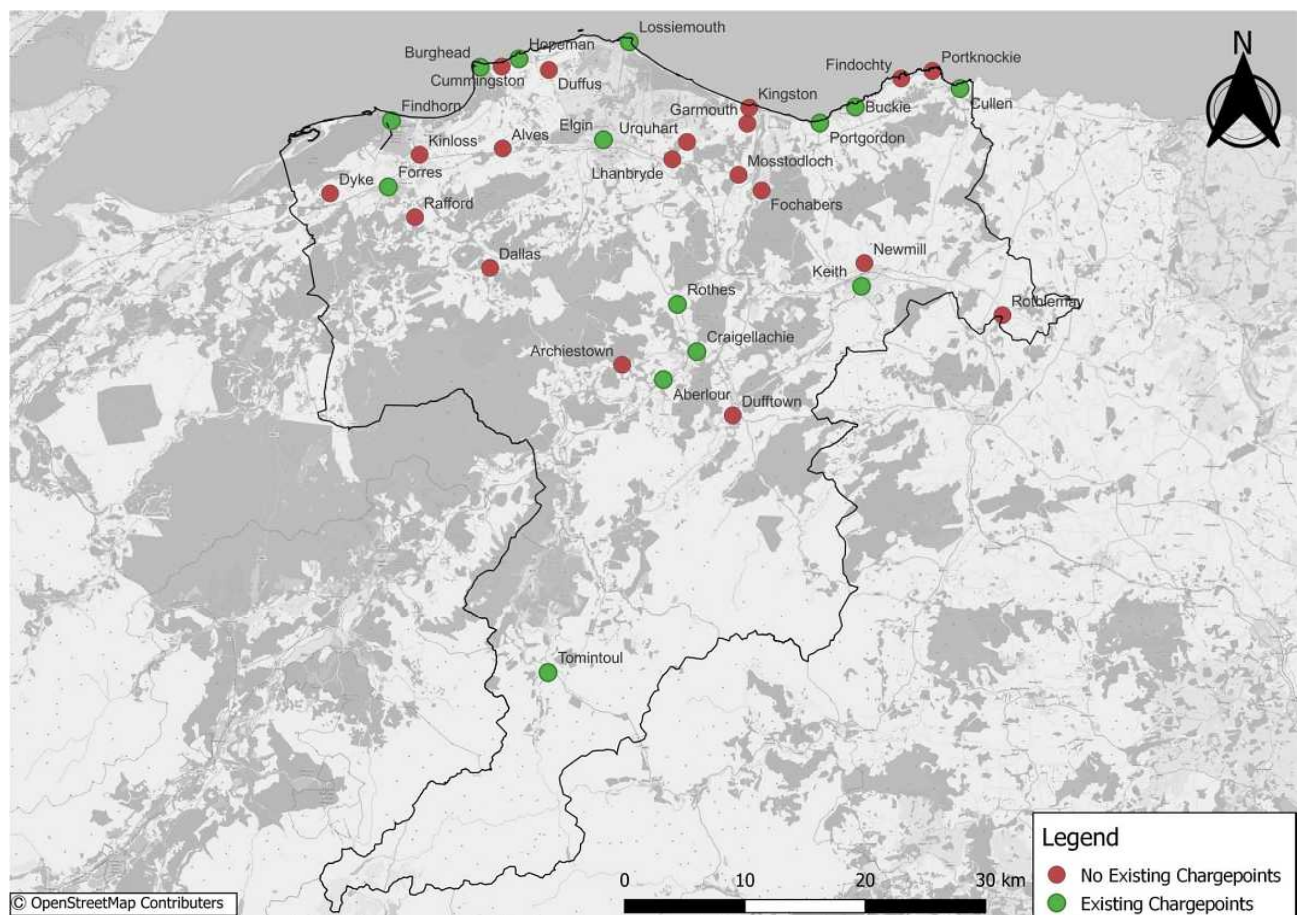 Lossiemouth
Hopeman
Burghead
Cummingston
Duffus
Portknockie
Findochty
Cullen
Kingston
Buckie
Garmouth
Portgordon
Findhorn
Elgin
Urquhart
Alves
Kinloss
Lhanbryde
Mosstodloch
Forres
Dyke
Fochabers
Rafford
Dallas
Newmill
Keith
Rothes
Rothiemay
Craigellachie
Archiestown
Aberlour
Dufftown
Tomintoul
N
Legend
No Existing Chargepoints
Existing Chargepoints
0 10 20 30 km
© OpenStreetMap Contributers